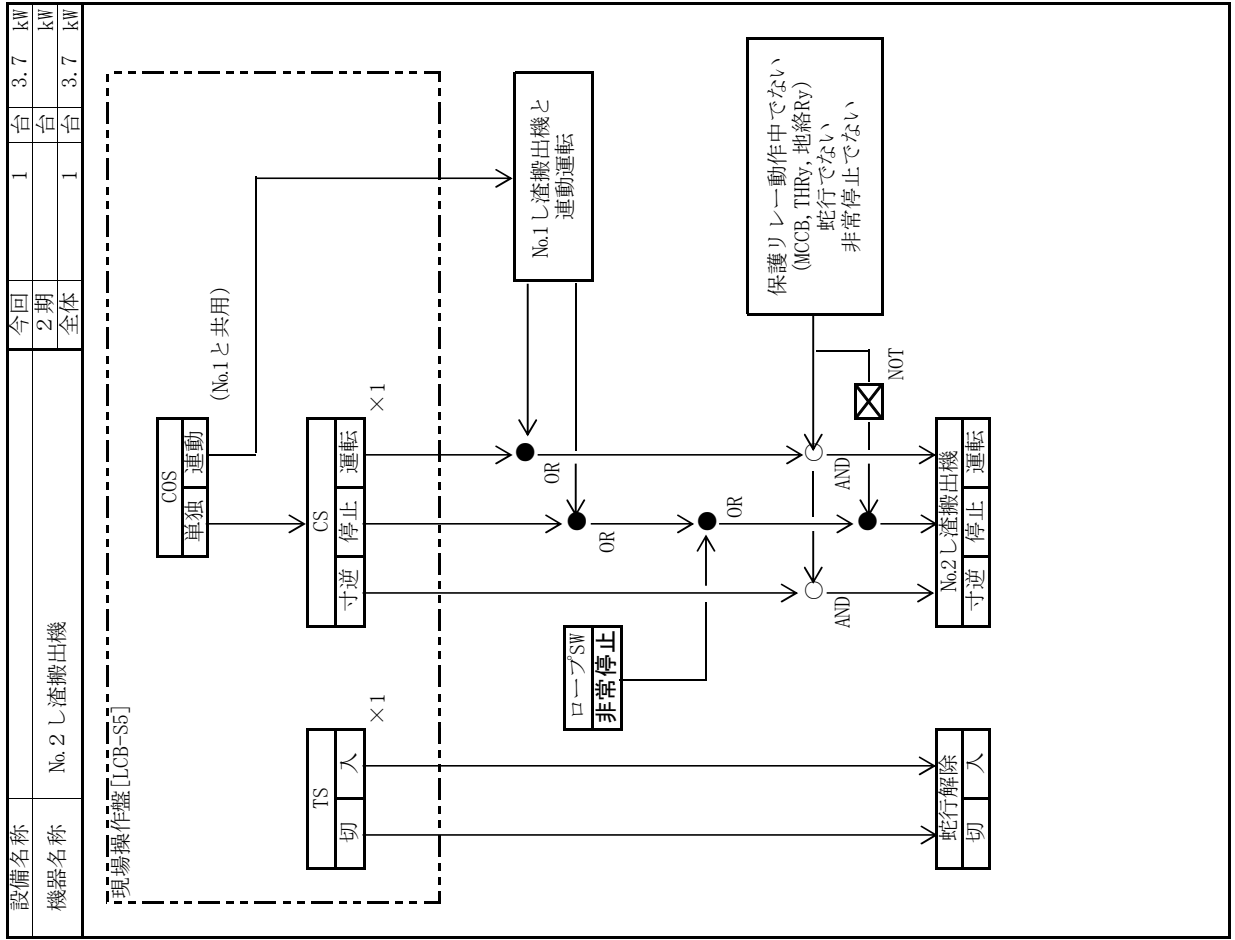 設備名称
機器名称 No.2し渣搬出機
今回 1 台 3.7 kW
2期 台 kW
全体 1 台 3.7 kW
現場操作盤[LCB-S5]
COS
単独 連動
(No.1と共用)
TS
切 入
×1
CS
寸逆 停止 運転
×1
No.1し渣搬出機と
連動運転
ロープSW
非常停止
OR
OR
OR
保護リレー動作中でない
(MCCB,THRy,地絡Ry)
蛇行でない
非常停止でない
AND
AND
NOT
蛇行解除
切 入
No.2し渣搬出機
寸逆 停止 運転